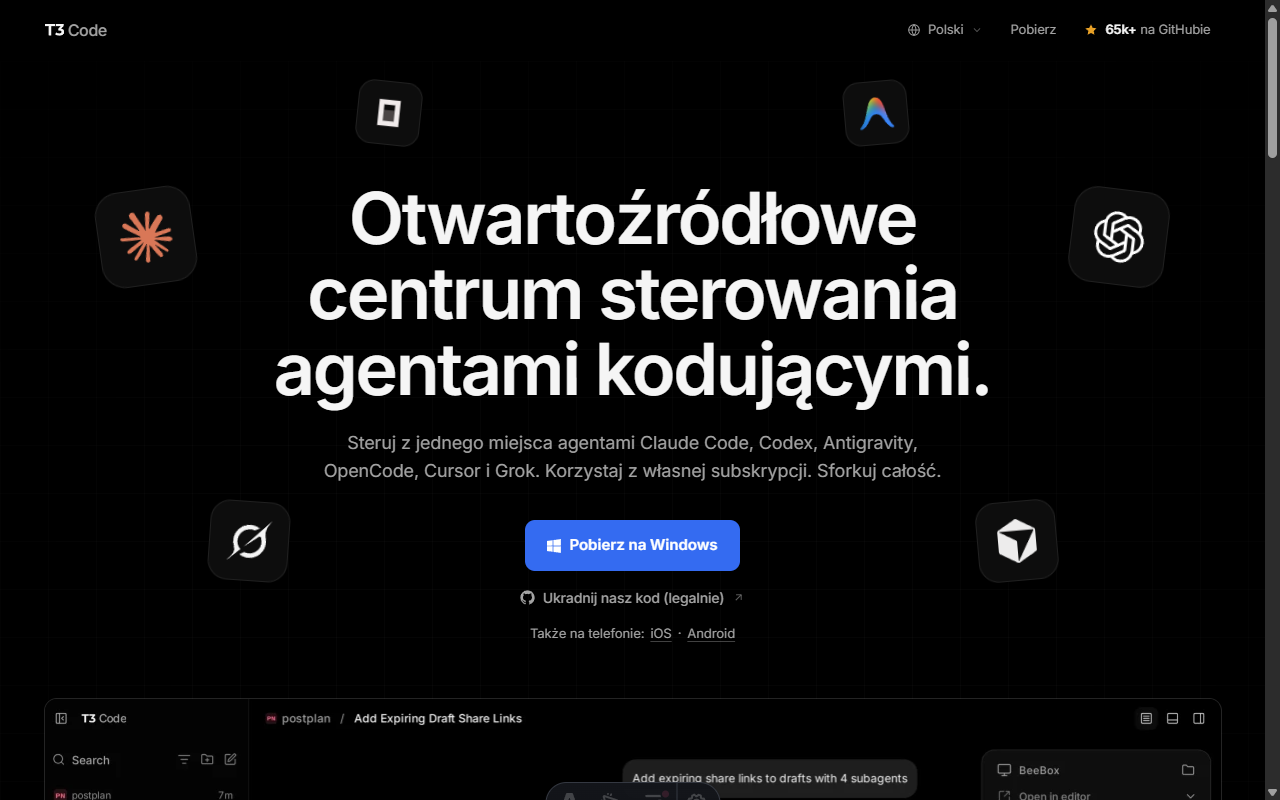 T3 Code
Polski
Pobierz
65k+ na GitHubie
Otwartoźródłowe
centrum sterowania
agentami kodującymi.
Steruj z jednego miejsca agentami Claude Code, Codex, Antigravity,
OpenCode, Cursor i Grok. Korzystaj z własnej subskrypcji. Sforkuj całość.
Pobierz na Windows
Ukradnij nasz kod (legalnie)
Także na telefonie: iOS · Android
T3 Code
PN postplan / Add Expiring Draft Share Links
Search
Add expiring share links to drafts with 4 subagents
BeeBox
PN postplan 7m
Open in editor